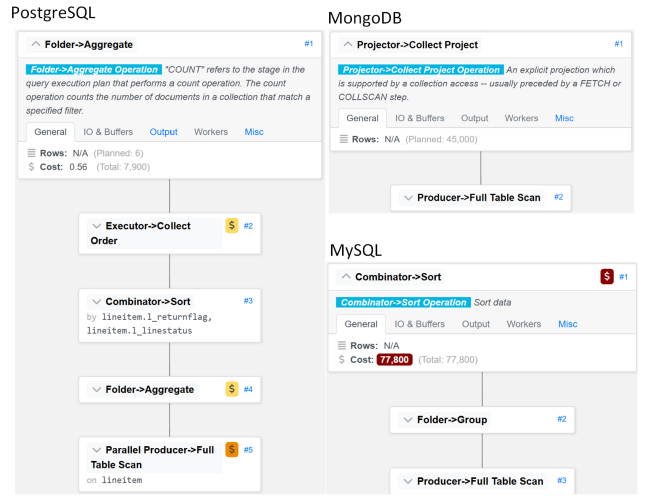 PostgreSQL
Folder->Aggregate #1
Folder->Aggregate Operation "COUNT" refers to the stage in the
query execution plan that performs a count operation. The count
operation counts the number of documents in a collection that match a
specified filter.
General IO & Buffers Output Workers Misc
Rows: N/A (Planned: 6)
$ Cost: 0.56 (Total: 7,900)
Executor->Collect
Order
$ #2
Combinator->Sort #3
by lineitem.l_returnflag,
lineitem.l_linestatus
Folder->Aggregate $ #4
Parallel Producer->Full
Table Scan
$ #5
on lineitem
MongoDB
Projector->Collect Project #1
Projector->Collect Project Operation An explicit projection which
is supported by a collection access -- usually preceded by a FETCH or
COLLSCAN step.
General IO & Buffers Output Workers Misc
Rows: N/A (Planned: 45,000)
Producer->Full Table Scan #2
MySQL
Combinator->Sort $ #1
Combinator->Sort Operation Sort data
General IO & Buffers Output Workers Misc
Rows: N/A
$ Cost: 77,800 (Total: 77,800)
Folder->Group #2
Producer->Full Table Scan #3